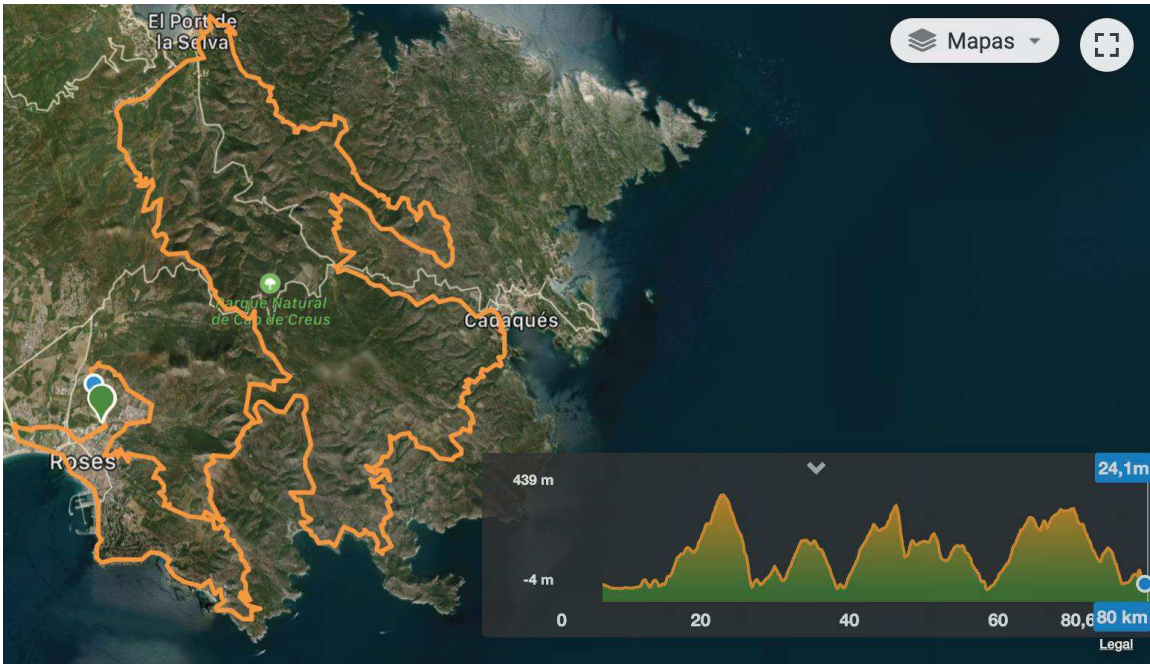 El Port de
la Selva
Mapas
Parque Natural
de Cap de Creus
Cadaqués
Roses
24,1m
439 m
-4 m
0
20
40
60
80,6
80 km
Legal